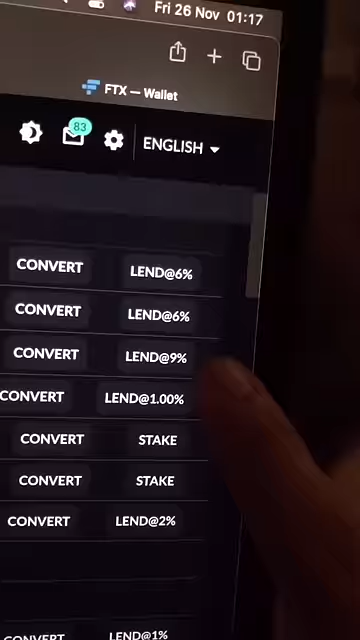 Fri 26 Nov 01:17
FTX — Wallet
83
ENGLISH
CONVERT LEND@6%
CONVERT LEND@6%
CONVERT LEND@9%
CONVERT LEND@1.00%
CONVERT STAKE
CONVERT STAKE
CONVERT LEND@2%
CONVERT LEND@1%